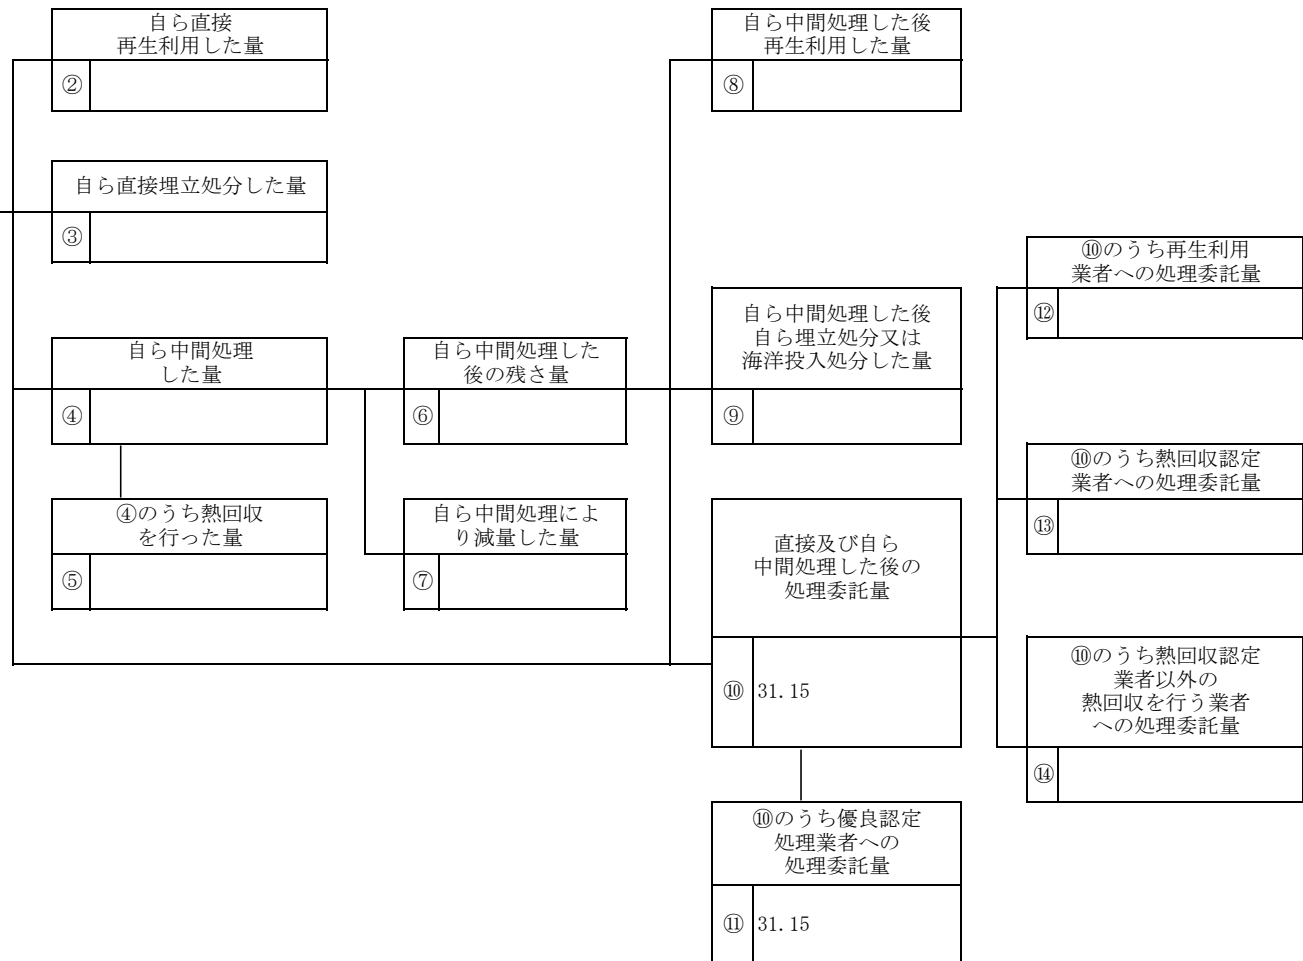 自ら直接
再生利用した量
②
自ら直接埋立処分した量
③
自ら中間処理
した量
④
④のうち熱回収
を行った量
⑤
自ら中間処理した
後の残さ量
⑥
自ら中間処理によ
り減量した量
⑦
自ら中間処理した後
再生利用した量
⑧
自ら中間処理した後
自ら埋立処分又は
海洋投入処分した量
⑨
直接及び自ら
中間処理した後の
処理委託量
⑩ 31.15
⑩のうち優良認定
処理業者への
処理委託量
⑪ 31.15
⑩のうち再生利用
業者への処理委託量
⑫
⑩のうち熱回収認定
業者への処理委託量
⑬
⑩のうち熱回収認定
業者以外の
熱回収を行う業者
への処理委託量
⑭